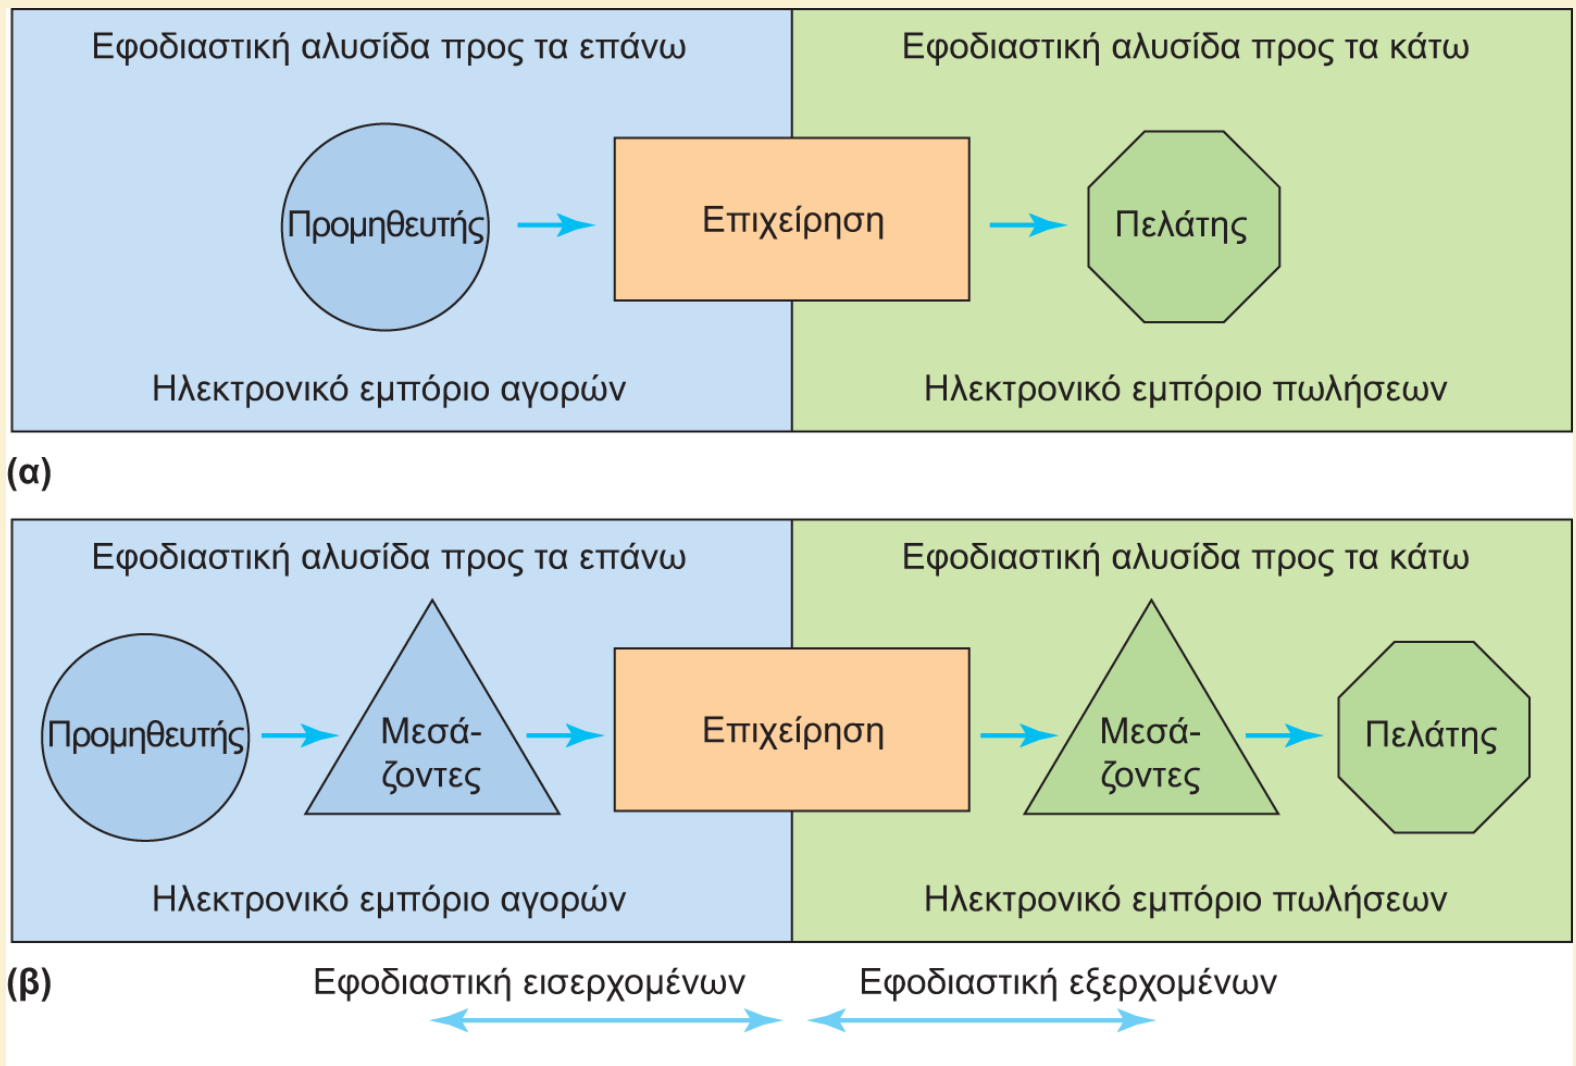 Εφοδιαστική αλυσίδα προς τα επάνω
Εφοδιαστική αλυσίδα προς τα κάτω
Προμηθευτής
Επιχείρηση
Πελάτης
Ηλεκτρονικό εμπόριο αγορών
Ηλεκτρονικό εμπόριο πωλήσεων
(α)
Εφοδιαστική αλυσίδα προς τα επάνω
Εφοδιαστική αλυσίδα προς τα κάτω
Προμηθευτής
Μεσά-
ζοντες
Επιχείρηση
Μεσά-
ζοντες
Πελάτης
Ηλεκτρονικό εμπόριο αγορών
Ηλεκτρονικό εμπόριο πωλήσεων
(β)
Εφοδιαστική εισερχομένων
Εφοδιαστική εξερχομένων